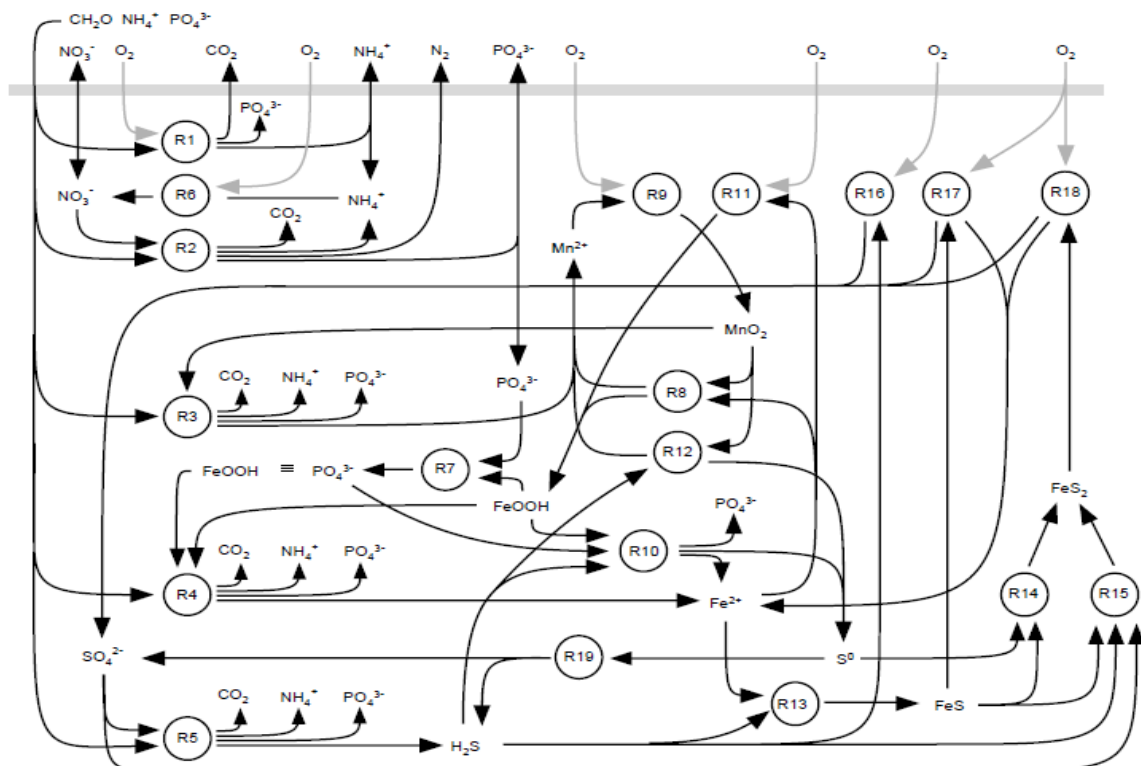 CH₂O NH₄⁺ PO₄³⁻
NO₃⁻ O₂ CO₂ O₂ NH₄⁺ N₂ PO₄³⁻ O₂ O₂ O₂ O₂
PO₄³⁻
R1
NO₃⁻ R6 NH₄⁺ R9 R11 R16 R17 R18
CO₂
R2 Mn²⁺
MnO₂
CO₂ NH₄⁺ PO₄³⁻ PO₄³⁻ R8
R3
R12
FeOOH ≡ PO₄³⁻ R7
FeOOH PO₄³⁻ FeS₂
CO₂ NH₄⁺ PO₄³⁻ R10
R4 Fe²⁺ R14 R15
SO₄²⁻ R19 S⁰
CO₂ NH₄⁺ PO₄³⁻ R13 FeS
R5 H₂S